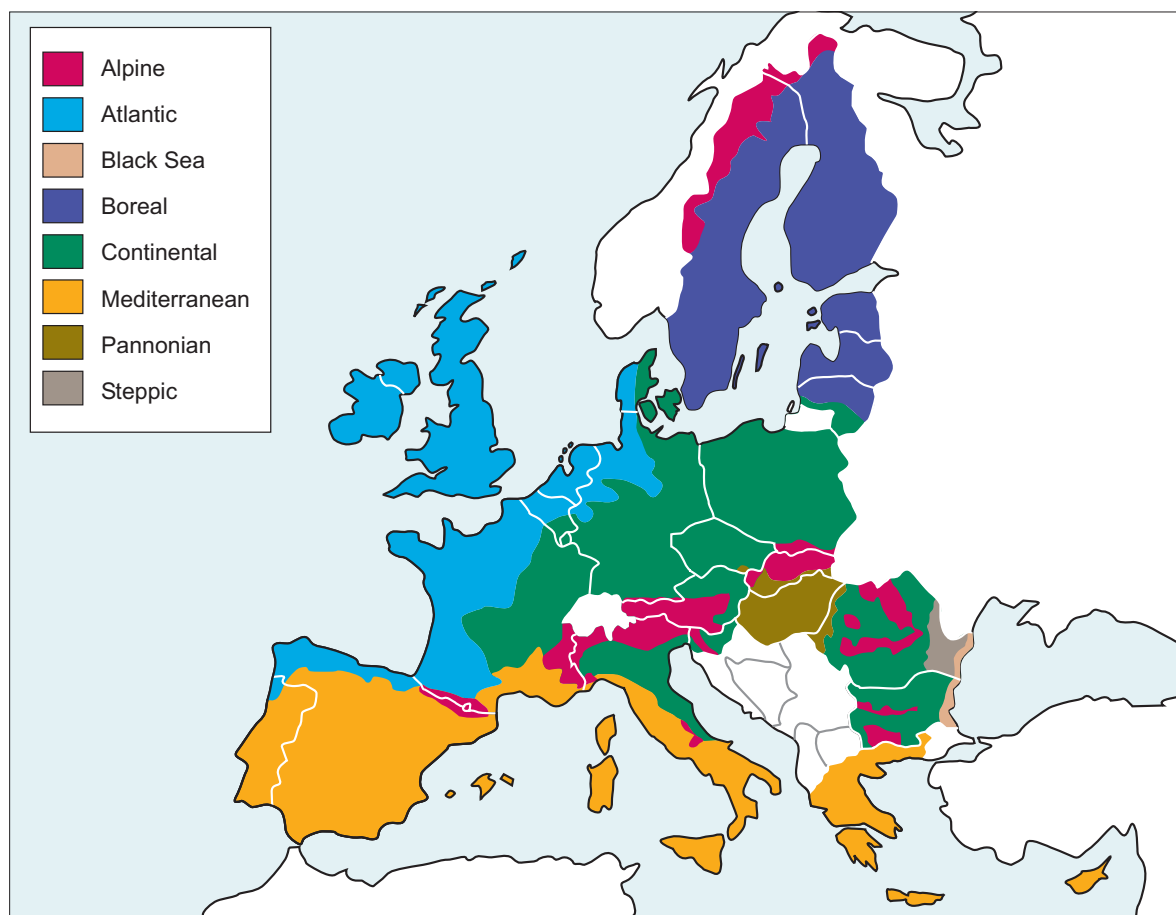 Alpine
Atlantic
Black Sea
Boreal
Continental
Mediterranean
Pannonian
Steppic